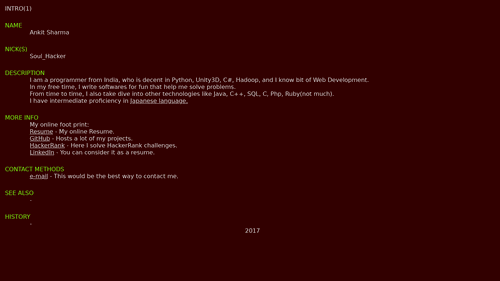 INTRO(1)
NAME
Ankit Sharma
NICK(S)
Soul_Hacker
DESCRIPTION
I am a programmer from India, who is decent in Python, Unity3D, C#, Hadoop, and I know bit of Web Development.
In my free time, I write softwares for fun that help me solve problems.
From time to time, I also take dive into other technologies like Java, C++, SQL, C, Php, Ruby(not much).
I have intermediate proficiency in Japanese language.
MORE INFO
My online foot print:
Resume - My online Resume.
GitHub - Hosts a lot of my projects.
HackerRank - Here I solve HackerRank challenges.
LinkedIn - You can consider it as a resume.
CONTACT METHODS
e-mail - This would be the best way to contact me.
SEE ALSO
-
HISTORY
-
2017